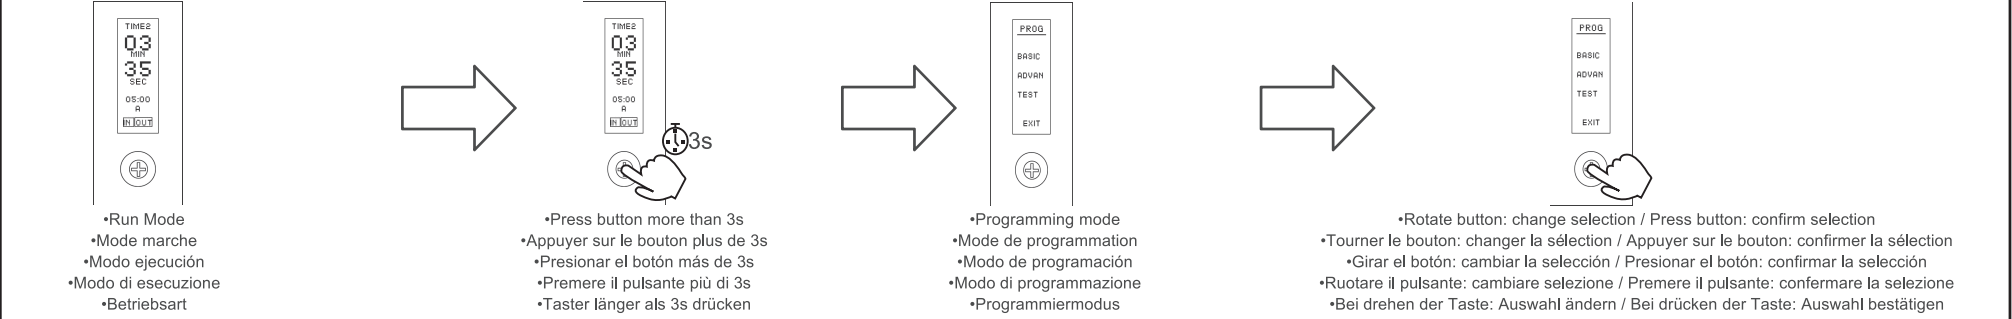 TIME2
03
MIN
35
SEC
05:00
A
IN OUT
•Run Mode
•Mode marche
•Modo ejecución
•Modo di esecuzione
•Betriebsart
TIME2
03
MIN
35
SEC
05:00
A
IN OUT
3s
•Press button more than 3s
•Appuyer sur le bouton plus de 3s
•Presionar el botón más de 3s
•Premere il pulsante più di 3s
•Taster länger als 3s drücken
PROG
BASIC
ADVAN
TEST
EXIT
•Programming mode
•Mode de programmation
•Modo de programación
•Modo di programmazione
•Programmiermodus
PROG
BASIC
ADVAN
TEST
EXIT
•Rotate button: change selection / Press button: confirm selection
•Tourner le bouton: changer la sélection / Appuyer sur le bouton: confirmer la sélection
•Girar el botón: cambiar la selección / Presionar el botón: confirmar la selección
•Ruotare il pulsante: cambiare selezione / Premere il pulsante: confermare la selezione
•Bei drehen der Taste: Auswahl ändern / Bei drücken der Taste: Auswahl bestätigen